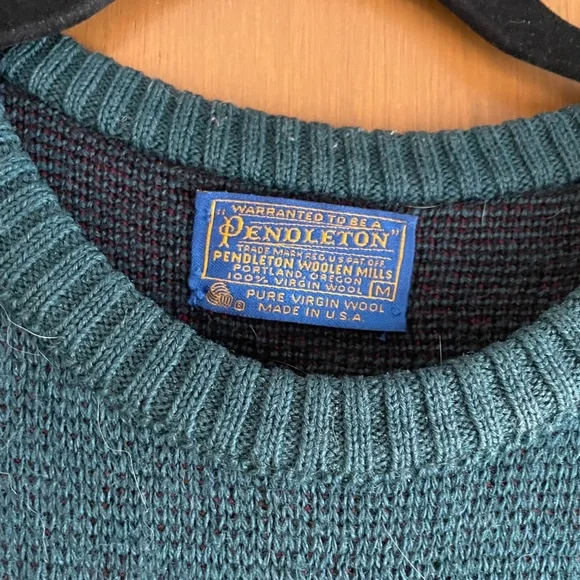 "WARRANTED TO BE A
PENDLETON"
TRADE MARK REG. U.S. PAT. OFF.
PENDLETON WOOLEN MILLS
PORTLAND, OREGON
100% VIRGIN WOOL M
PURE VIRGIN WOOL
MADE IN U.S.A.